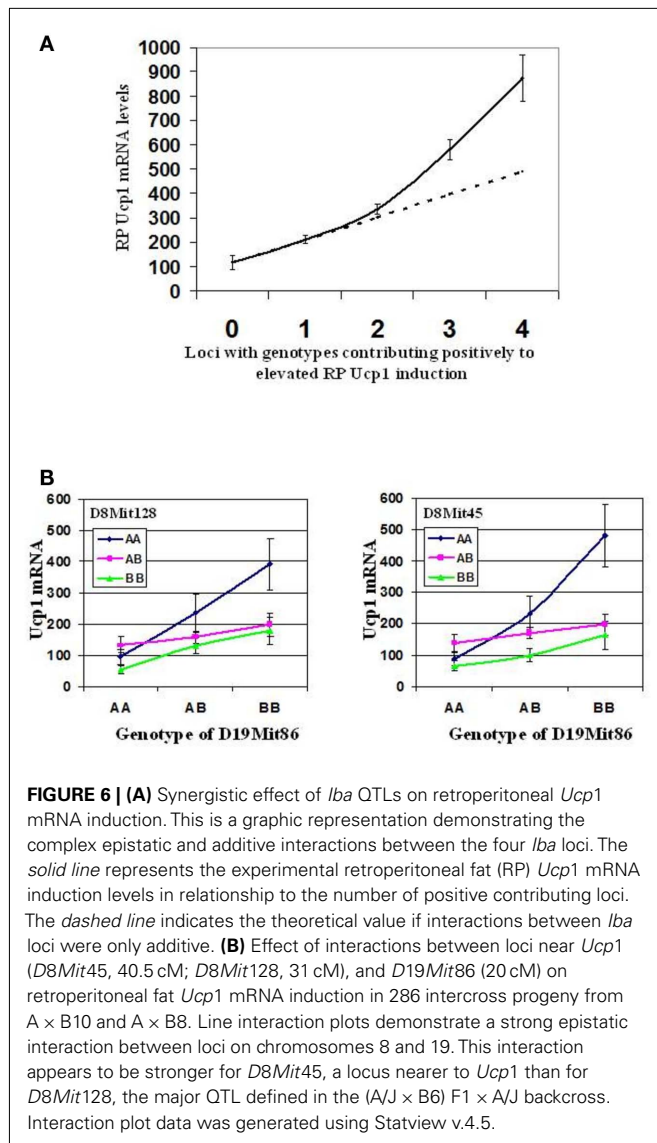 A
1000
900
800
700
600
500
400
300
200
100
0
RP Ucp1 mRNA levels
0 1 2 3 4
Loci with genotypes contributing positively to
elevated RP Ucp1 induction
B
600
500
400
300
200
100
0
Ucp1 mRNA
D8Mit128
AA
AB
BB
AA AB BB
Genotype of D19Mit86
600
500
400
300
200
100
0
Ucp1 mRNA
D8Mit45
AA
AB
BB
AA AB BB
Genotype of D19Mit86
FIGURE 6 | (A) Synergistic effect of Iba QTLs on retroperitoneal Ucp1
mRNA induction. This is a graphic representation demonstrating the
complex epistatic and additive interactions between the four Iba loci. The
solid line represents the experimental retroperitoneal fat (RP) Ucp1 mRNA
induction levels in relationship to the number of positive contributing loci.
The dashed line indicates the theoretical value if interactions between Iba
loci were only additive. (B) Effect of interactions between loci near Ucp1
(D8Mit45, 40.5 cM; D8Mit128, 31 cM), and D19Mit86 (20 cM) on
retroperitoneal fat Ucp1 mRNA induction in 286 intercross progeny from
A × B10 and A × B8. Line interaction plots demonstrate a strong epistatic
interaction between loci on chromosomes 8 and 19. This interaction
appears to be stronger for D8Mit45, a locus nearer to Ucp1 than for
D8Mit128, the major QTL defined in the (A/J × B6) F1 × A/J backcross.
Interaction plot data was generated using Statview v.4.5.